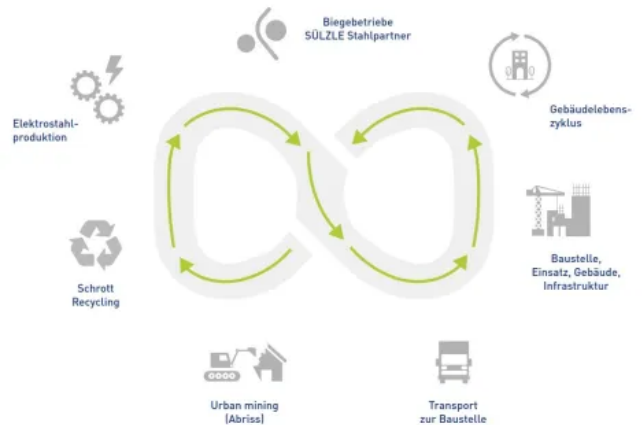 Biegebetriebe
SÜLZLE Stahlpartner
Elektrostahl-
produktion
Gebäudelebens-
zyklus
Schrott
Recycling
Baustelle,
Einsatz, Gebäude,
Infrastruktur
Urban mining
(Abriss)
Transport
zur Baustelle